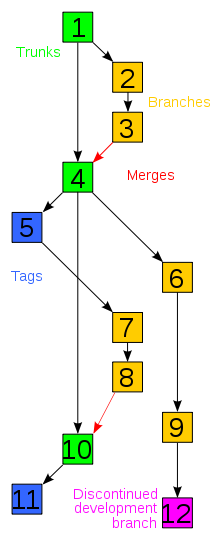 1
Trunks
2
Branches
3
4
Merges
5
6
Tags
7
8
9
10
11
Discontinued
development
branch
12